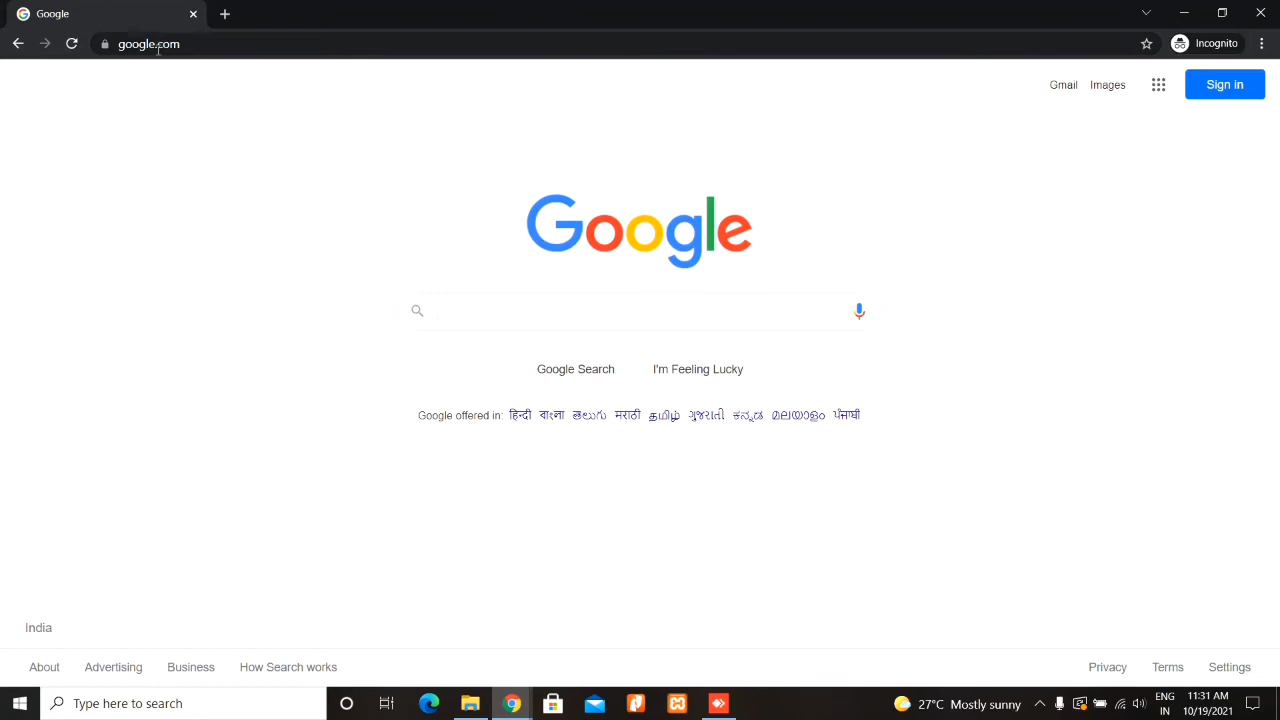 Google
google.com
Incognito
Gmail Images
Sign in
Google
Google Search I'm Feeling Lucky
Google offered in: हिन्दी বাংলা తెలుగు मराठी தமிழ் ગુજરાતી ಕನ್ನಡ മലയാളം ਪੰਜਾਬੀ
India
About Advertising Business How Search works Privacy Terms Settings
Type here to search
27°C Mostly sunny
ENG
IN
11:31 AM
10/19/2021